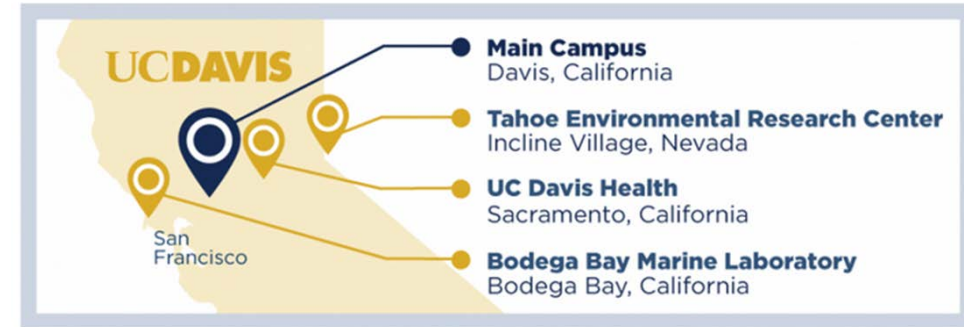 UCDAVIS
Main Campus
Davis, California
Tahoe Environmental Research Center
Incline Village, Nevada
UC Davis Health
Sacramento, California
San
Francisco
Bodega Bay Marine Laboratory
Bodega Bay, California